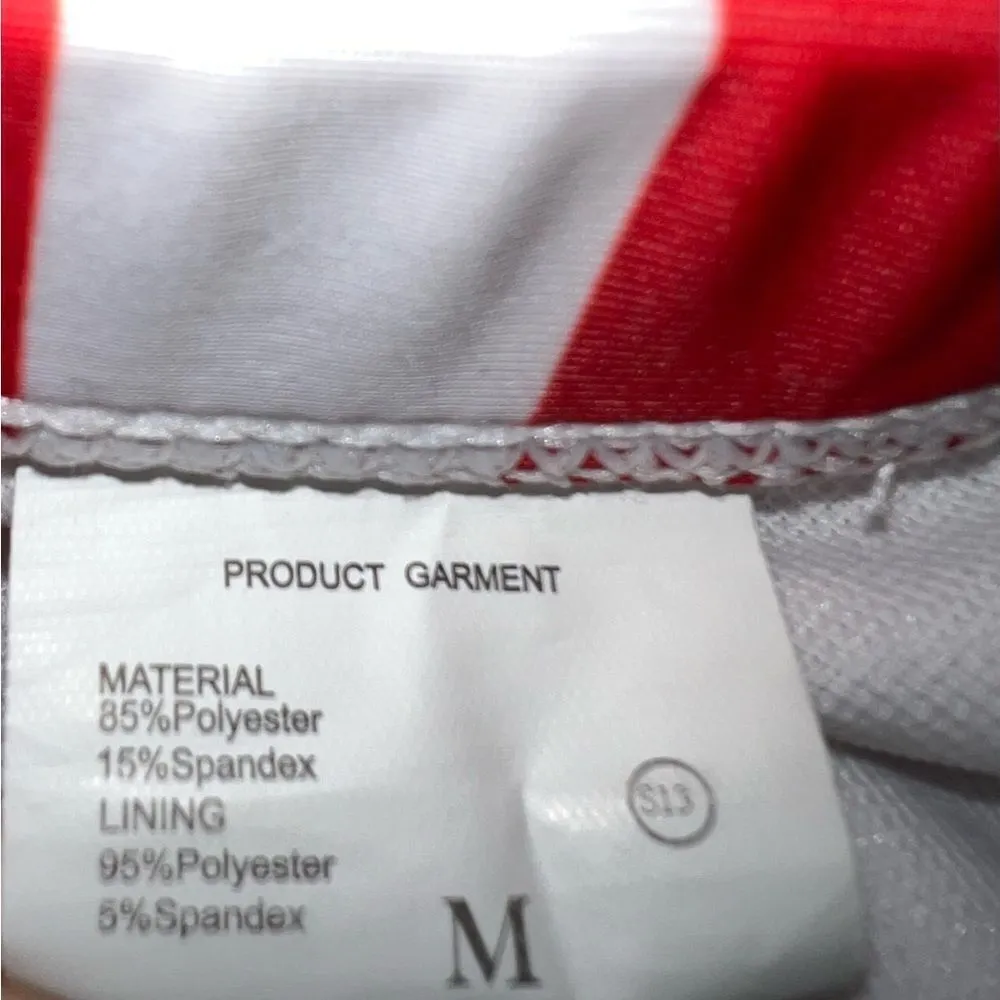 PRODUCT GARMENT
MATERIAL
85%Polyester
15%Spandex
S13
LINING
95%Polyester
5%Spandex
M